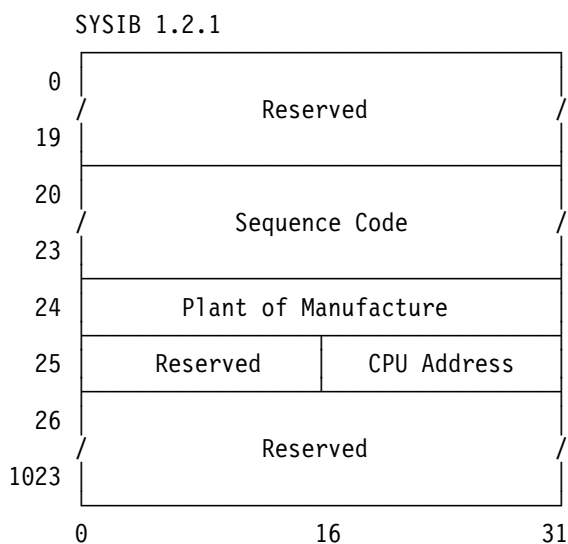 SYSIB 1.2.1
0
Reserved
19
20
Sequence Code
23
24 Plant of Manufacture
25 Reserved CPU Address
26
Reserved
1023
0 16 31